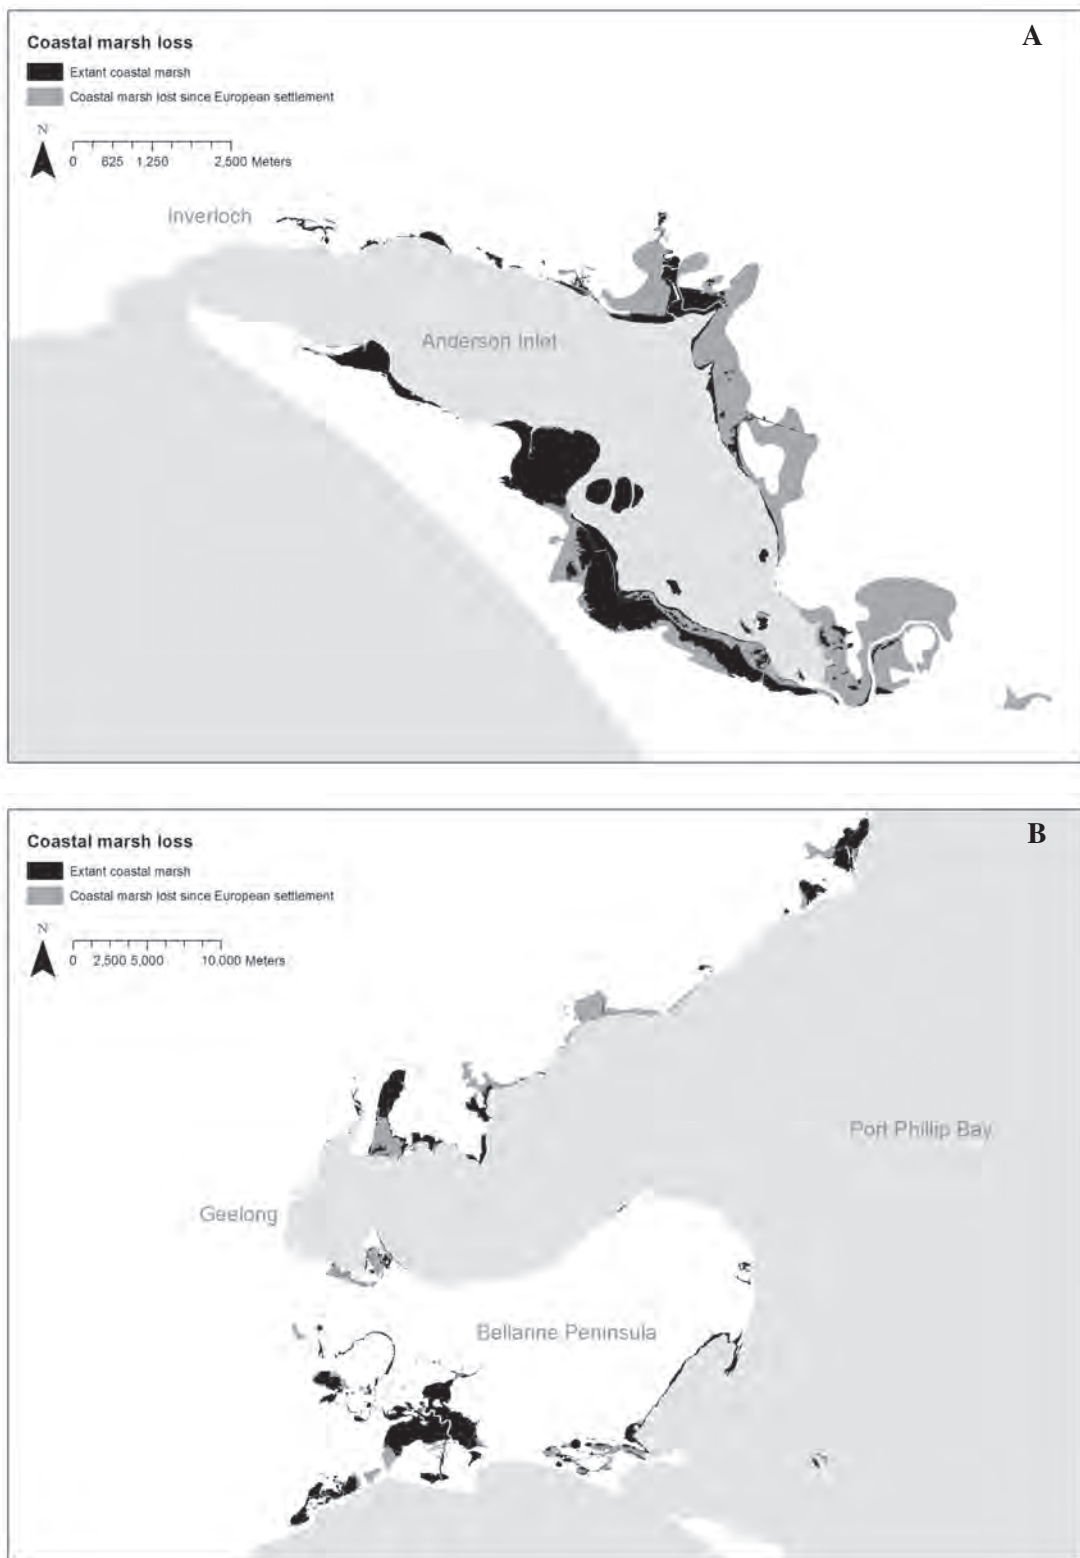 A
Coastal marsh loss
Extant coastal marsh
Coastal marsh lost since European settlement
N
0 625 1,250 2,500 Meters
Inverloch
Anderson Inlet
B
Coastal marsh loss
Extant coastal marsh
Coastal marsh lost since European settlement
N
0 2,500 5,000 10,000 Meters
Port Phillip Bay
Geelong
Bellarine Peninsula